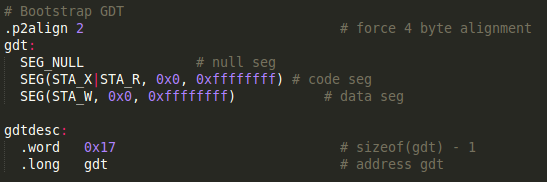 # Bootstrap GDT
.p2align 2                                # force 4 byte alignment
gdt:
  SEG_NULL              # null seg
  SEG(STA_X|STA_R, 0x0, 0xffffffff) # code seg
  SEG(STA_W, 0x0, 0xffffffff)           # data seg

gdtdesc:
  .word   0x17                            # sizeof(gdt) - 1
  .long   gdt                             # address gdt